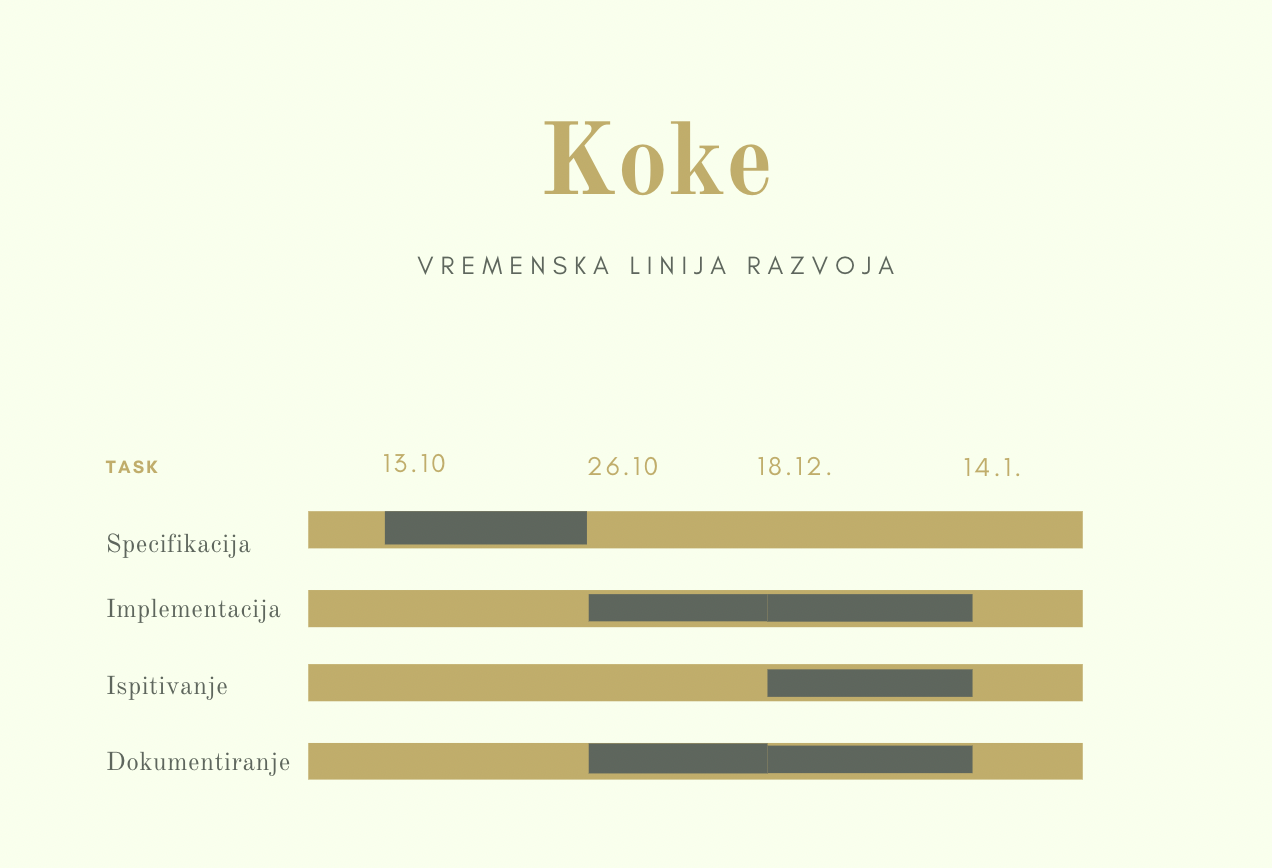 Koke
VREMENSKA LINIJA RAZVOJA
TASK 13.10 26.10 18.12. 14.1.
Specifikacija
Implementacija
Ispitivanje
Dokumentiranje